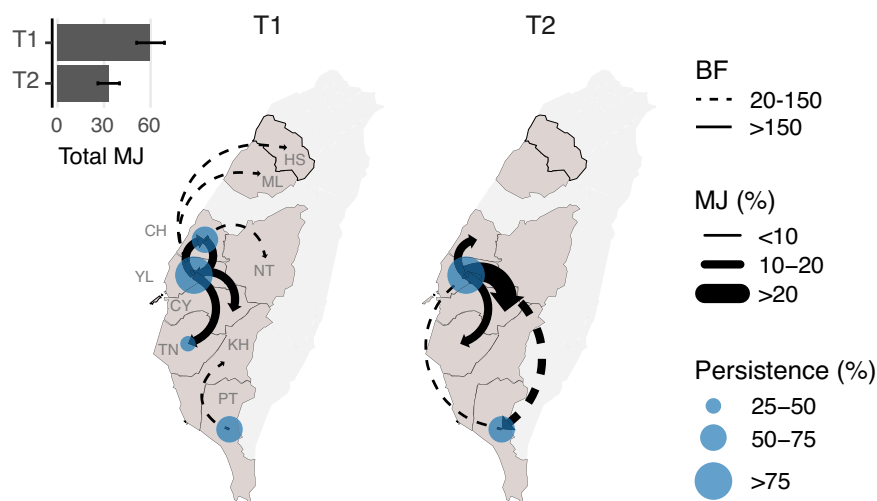 T1
T2
0 30 60
Total MJ
T1
T2
HS
ML
CH
NT
YL
CY
TN
KH
PT
BF
20-150
>150
MJ (%)
<10
10–20
>20
Persistence (%)
25–50
50–75
>75